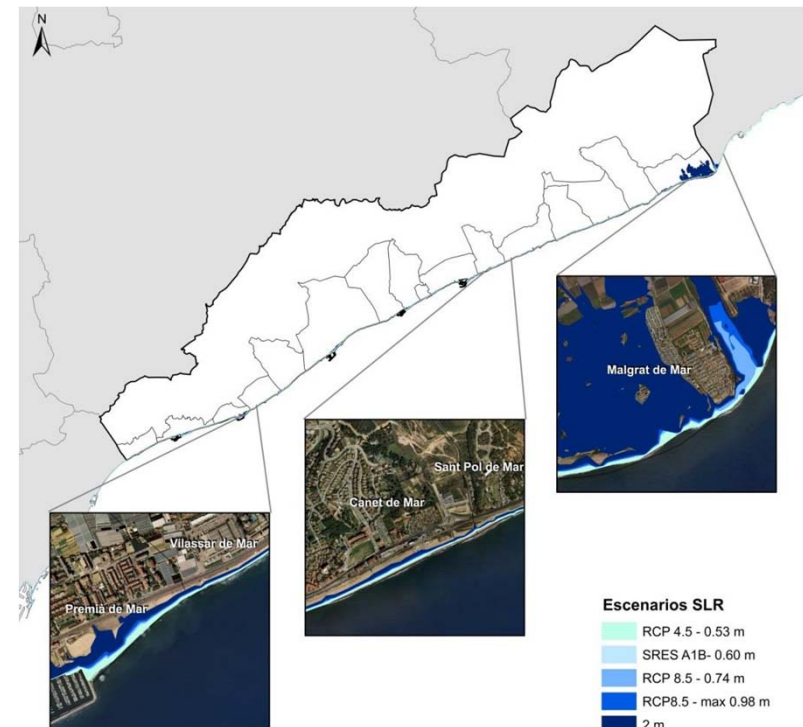 N
Malgrat de Mar
Sant Pol de Mar
Canet de Mar
Vilassar de Mar
Premià de Mar
Escenarios SLR
RCP 4.5 - 0.53 m
SRES A1B- 0.60 m
RCP 8.5 - 0.74 m
RCP8.5 - max 0.98 m
2 m